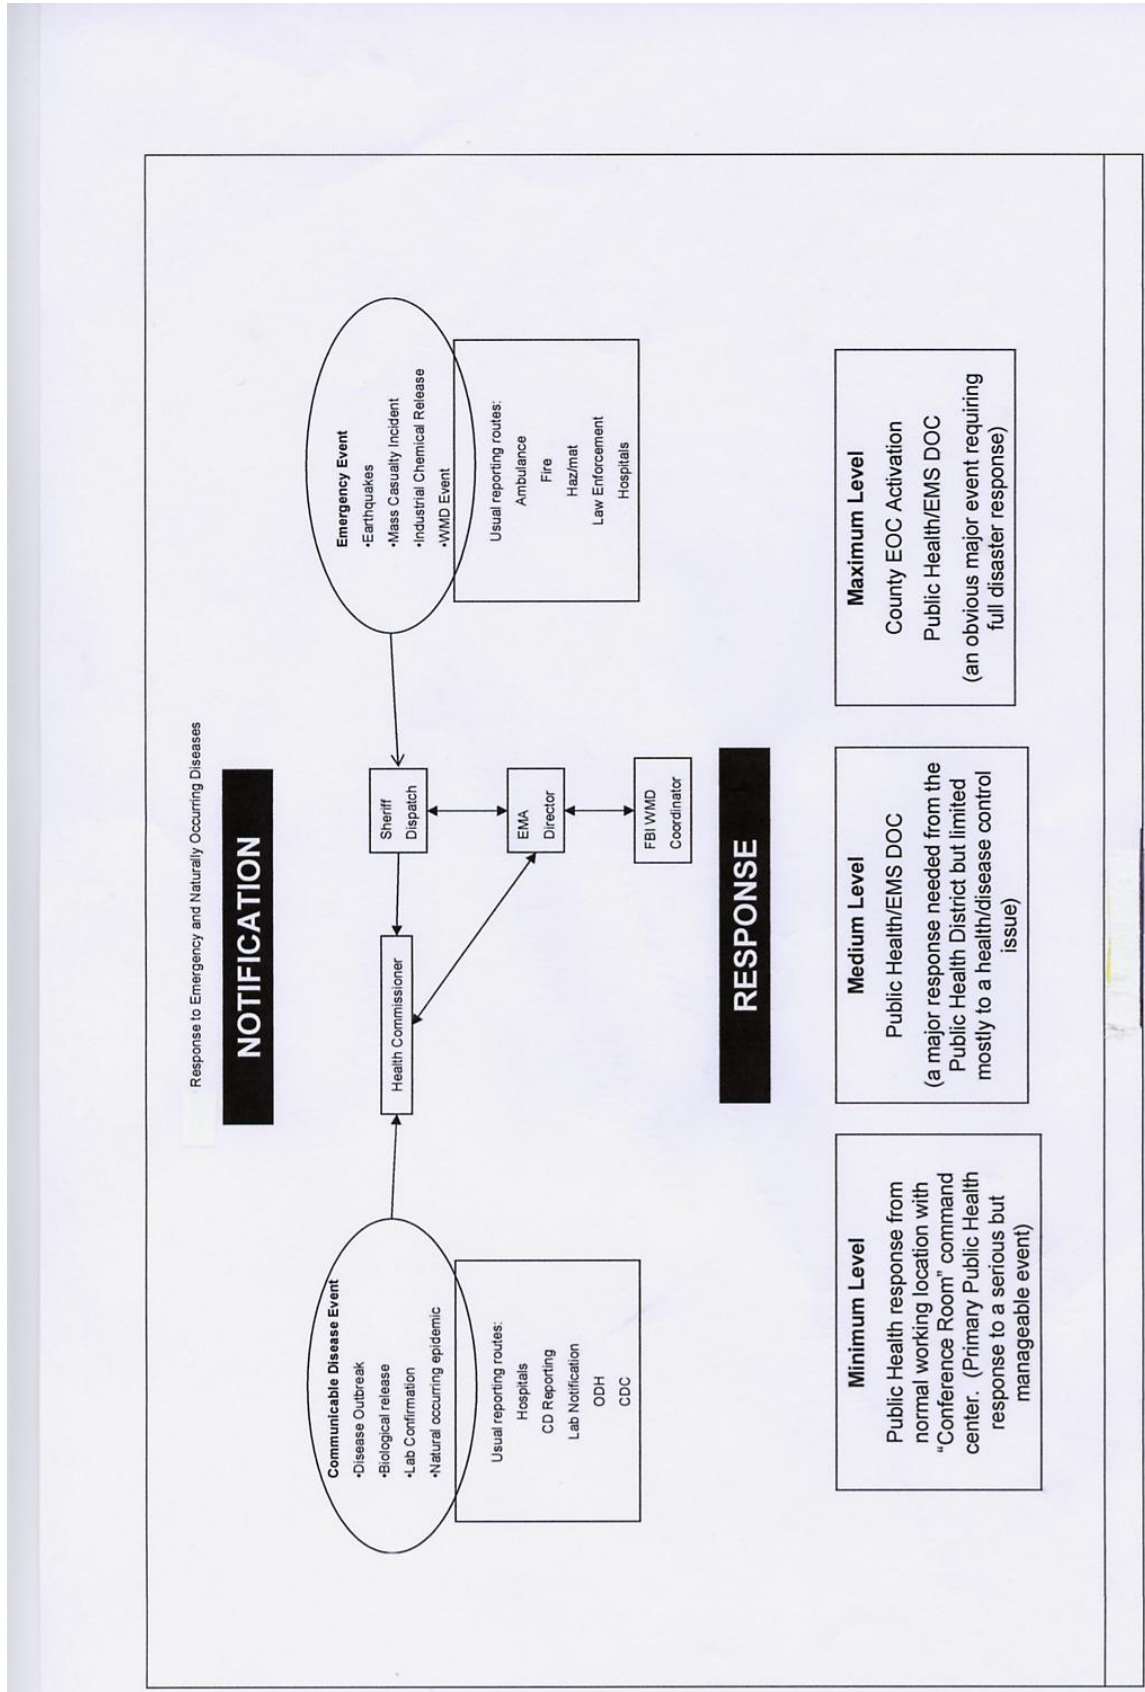 Response to Emergency and Naturally Occurring Diseases
NOTIFICATION
Communicable Disease Event
•Disease Outbreak
•Biological release
•Lab Confirmation
•Natural occurring epidemic
Usual reporting routes:
Hospitals
CD Reporting
Lab Notification
ODH
CDC
Health Commissioner
Sheriff
Dispatch
EMA
Director
FBI WMD
Coordinator
Emergency Event
•Earthquakes
•Mass Casualty Incident
•Industrial Chemical Release
•WMD Event
Usual reporting routes:
Ambulance
Fire
Haz/mat
Law Enforcement
Hospitals
RESPONSE
Minimum Level
Public Health response from
normal working location with
“Conference Room” command
center. (Primary Public Health
response to a serious but
manageable event)
Medium Level
Public Health/EMS DOC
(a major response needed from the
Public Health District but limited
mostly to a health/disease control
issue)
Maximum Level
County EOC Activation
Public Health/EMS DOC
(an obvious major event requiring
full disaster response)